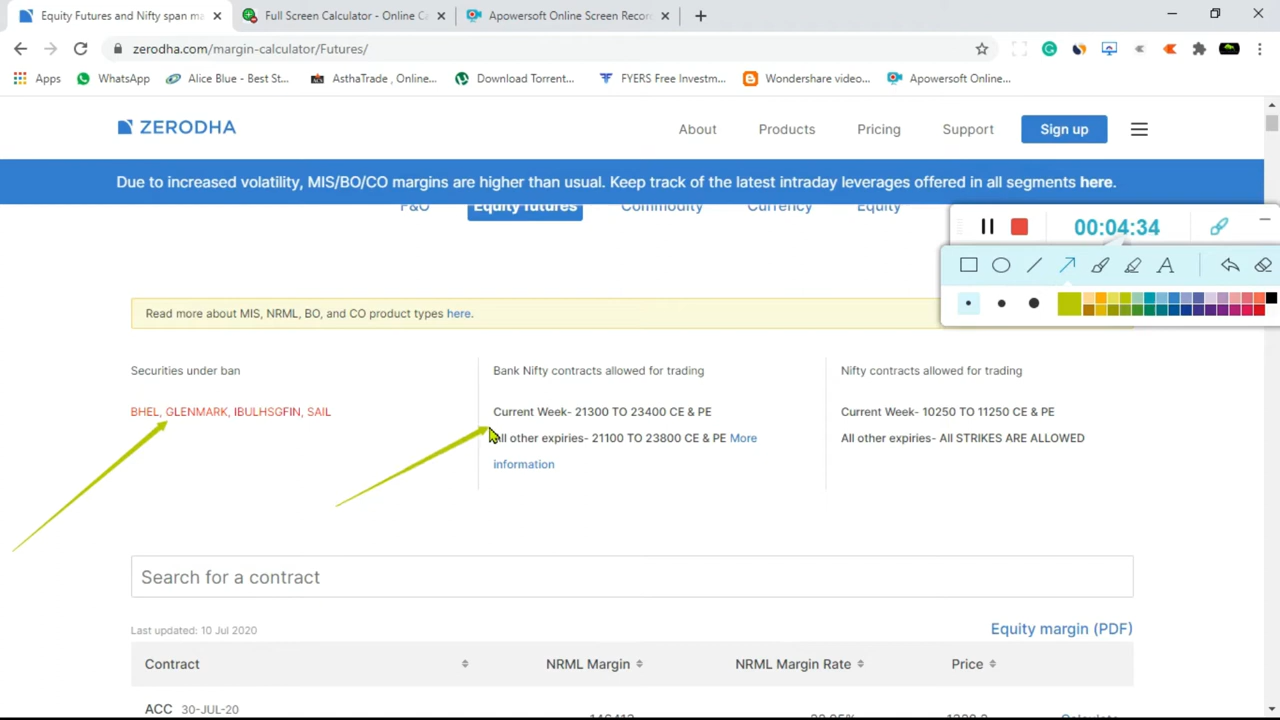 Equity Futures and Nifty span ma
Full Screen Calculator - Online Ca
Apowersoft Online Screen Recor
zerodha.com/margin-calculator/Futures/
Apps
WhatsApp
Alice Blue - Best St...
AsthaTrade , Online...
Download Torrent...
FYERS Free Investm...
Wondershare video...
Apowersoft Online...
ZERODHA
About
Products
Pricing
Support
Sign up
Due to increased volatility, MIS/BO/CO margins are higher than usual. Keep track of the latest intraday leverages offered in all segments here.
F&O
Equity futures
Commodity
Currency
Equity
00:04:34
A
Read more about MIS, NRML, BO, and CO product types here.
Securities under ban
BHEL, GLENMARK, IBULHSGFIN, SAIL
Bank Nifty contracts allowed for trading
Current Week- 21300 TO 23400 CE & PE
All other expiries- 21100 TO 23800 CE & PE More
information
Nifty contracts allowed for trading
Current Week- 10250 TO 11250 CE & PE
All other expiries- All STRIKES ARE ALLOWED
Search for a contract
Last updated: 10 Jul 2020
Equity margin (PDF)
Contract
NRML Margin
NRML Margin Rate
Price
ACC 30-JUL-20